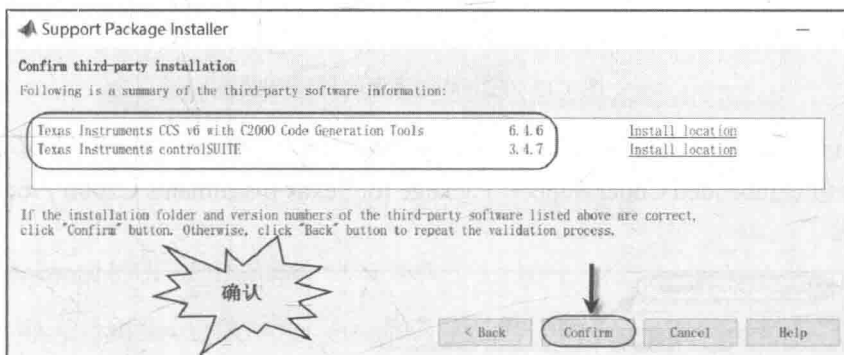 Support Package Installer
Confirm third-party installation
Following is a summary of the third-party software information:
Texas Instruments CCS v6 with C2000 Code Generation Tools 6.4.6 Install location
Texas Instruments controlSUITE 3.4.7 Install location
If the installation folder and version numbers of the third-party software listed above are correct,
click "Confirm" button. Otherwise, click "Back" button to repeat the validation process.
确认
< Back Confirm Cancel Help